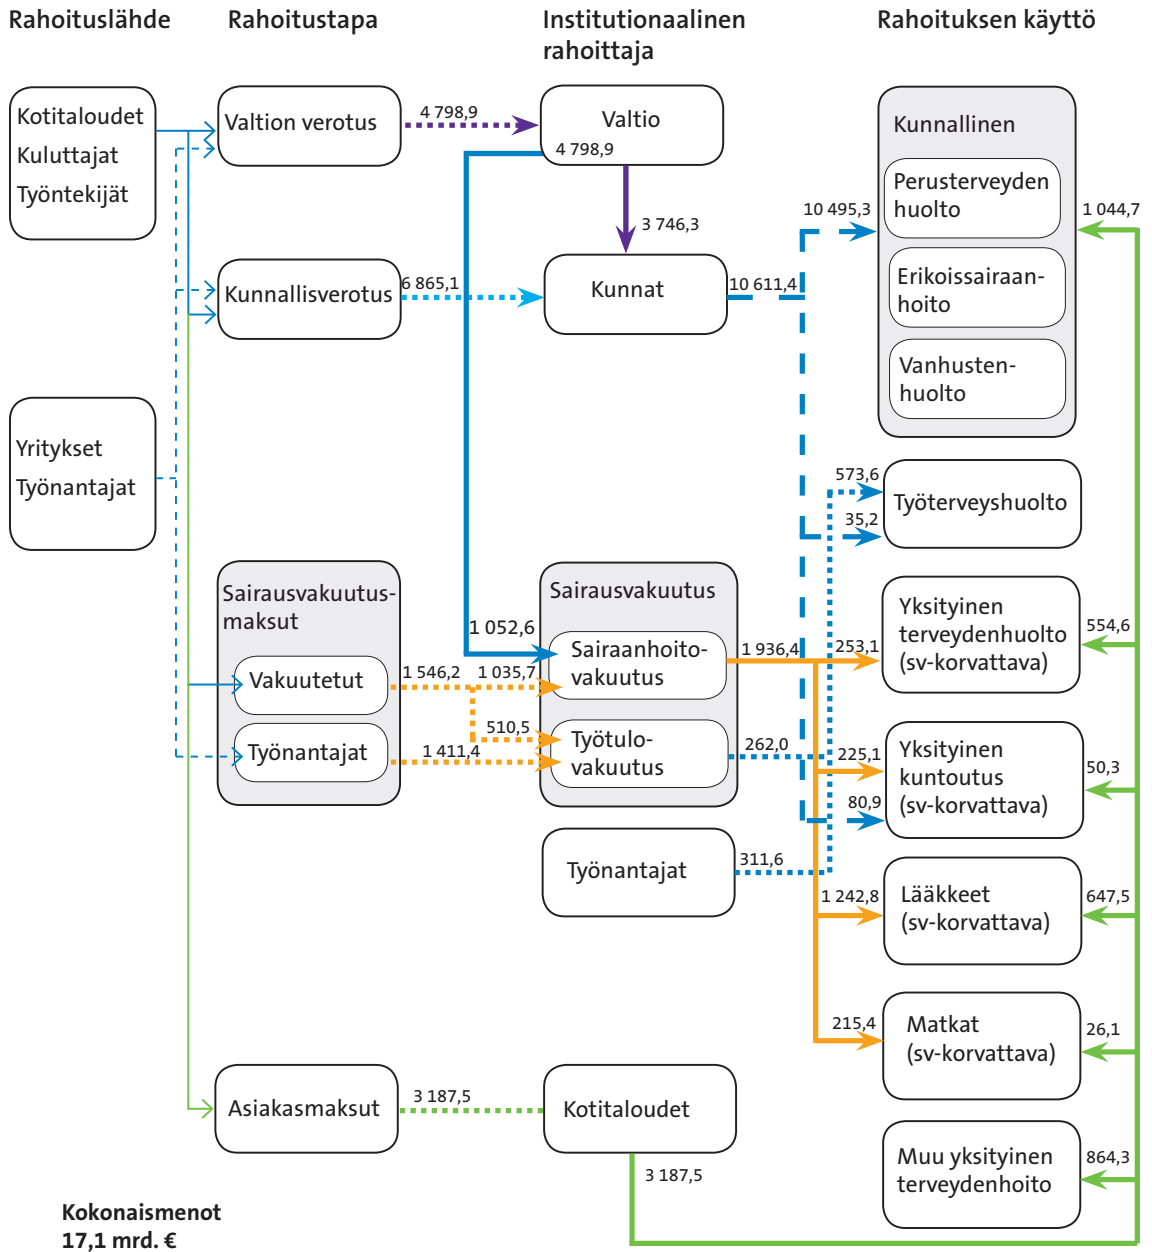 Rahoituslähde
Rahoitustapa
Institutionaalinen
rahoittaja
Rahoituksen käyttö
Kotitaloudet
Kuluttajat
Työntekijät
Valtion verotus
4 798,9
Valtio
4 798,9
3 746,3
Kunnallisverotus
6 865,1
Kunnat
10 611,4
10 495,3
Kunnallinen
Perusterveyden
huolto
Erikoissairaan-
hoito
Vanhusten-
huolto
1 044,7
Yritykset
Työnantajat
573,6
35,2
Työterveyshuolto
Sairausvakuutus-
maksut
Vakuutetut
Työnantajat
1 546,2
1 035,7
510,5
1 411,4
1 052,6
Sairausvakuutus
Sairaanhoito-
vakuutus
Työtulo-
vakuutus
1 936,4
262,0
253,1
Yksityinen
terveydenhuolto
(sv-korvattava)
554,6
225,1
80,9
Yksityinen
kuntoutus
(sv-korvattava)
50,3
Työnantajat
311,6
1 242,8
Lääkkeet
(sv-korvattava)
647,5
215,4
Matkat
(sv-korvattava)
26,1
Asiakasmaksut
3 187,5
Kotitaloudet
3 187,5
Muu yksityinen
terveydenhoito
864,3
Kokonaismenot
17,1 mrd. €